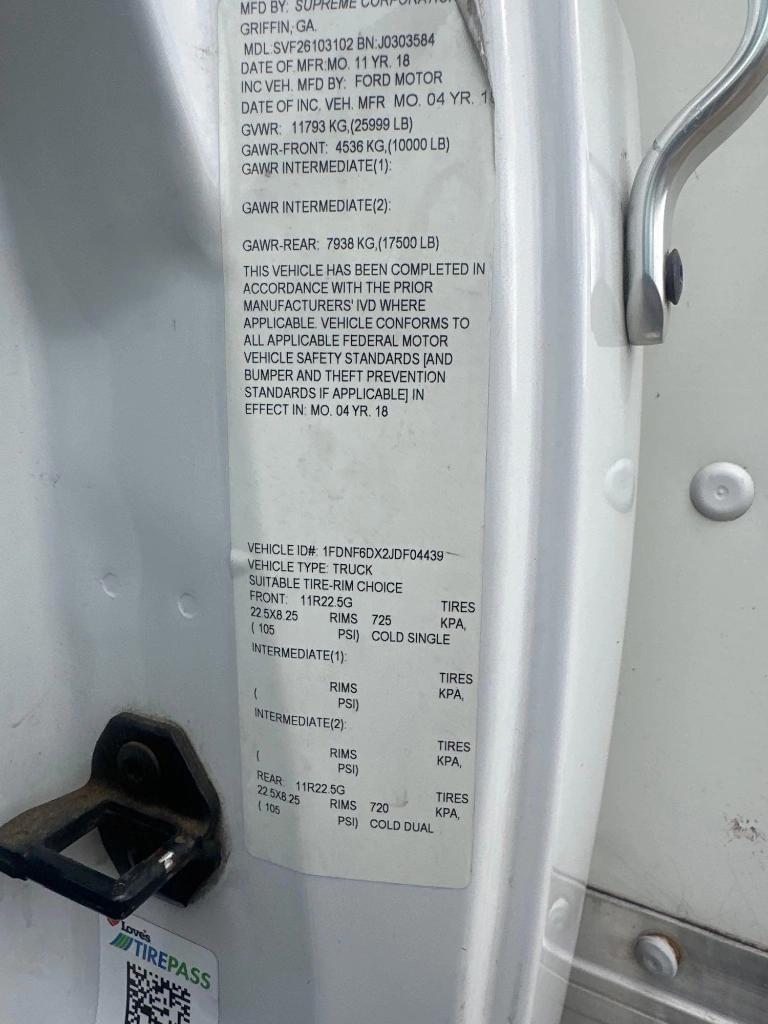 MFD BY: SUPREME CORPORATION
GRIFFIN, GA.
MDL:SVF26103102 BN:J0303584
DATE OF MFR:MO. 11 YR. 18
INC VEH. MFD BY: FORD MOTOR
DATE OF INC. VEH. MFR MO. 04 YR. 18
GVWR: 11793 KG,(25999 LB)
GAWR-FRONT: 4536 KG,(10000 LB)
GAWR INTERMEDIATE(1):
GAWR INTERMEDIATE(2):
GAWR-REAR: 7938 KG,(17500 LB)
THIS VEHICLE HAS BEEN COMPLETED IN
ACCORDANCE WITH THE PRIOR
MANUFACTURERS' IVD WHERE
APPLICABLE. VEHICLE CONFORMS TO
ALL APPLICABLE FEDERAL MOTOR
VEHICLE SAFETY STANDARDS [AND
BUMPER AND THEFT PREVENTION
STANDARDS IF APPLICABLE] IN
EFFECT IN: MO. 04 YR. 18
VEHICLE ID#: 1FDNF6DX2JDF04439
VEHICLE TYPE: TRUCK
SUITABLE TIRE-RIM CHOICE
FRONT: 11R22.5G TIRES
22.5X8.25 RIMS 725 KPA,
( 105 PSI) COLD SINGLE
INTERMEDIATE(1):
TIRES
RIMS KPA,
( PSI)
INTERMEDIATE(2):
TIRES
RIMS KPA,
( PSI)
REAR: 11R22.5G TIRES
22.5X8.25 RIMS 720 KPA,
( 105 PSI) COLD DUAL
Love's
TIREPASS